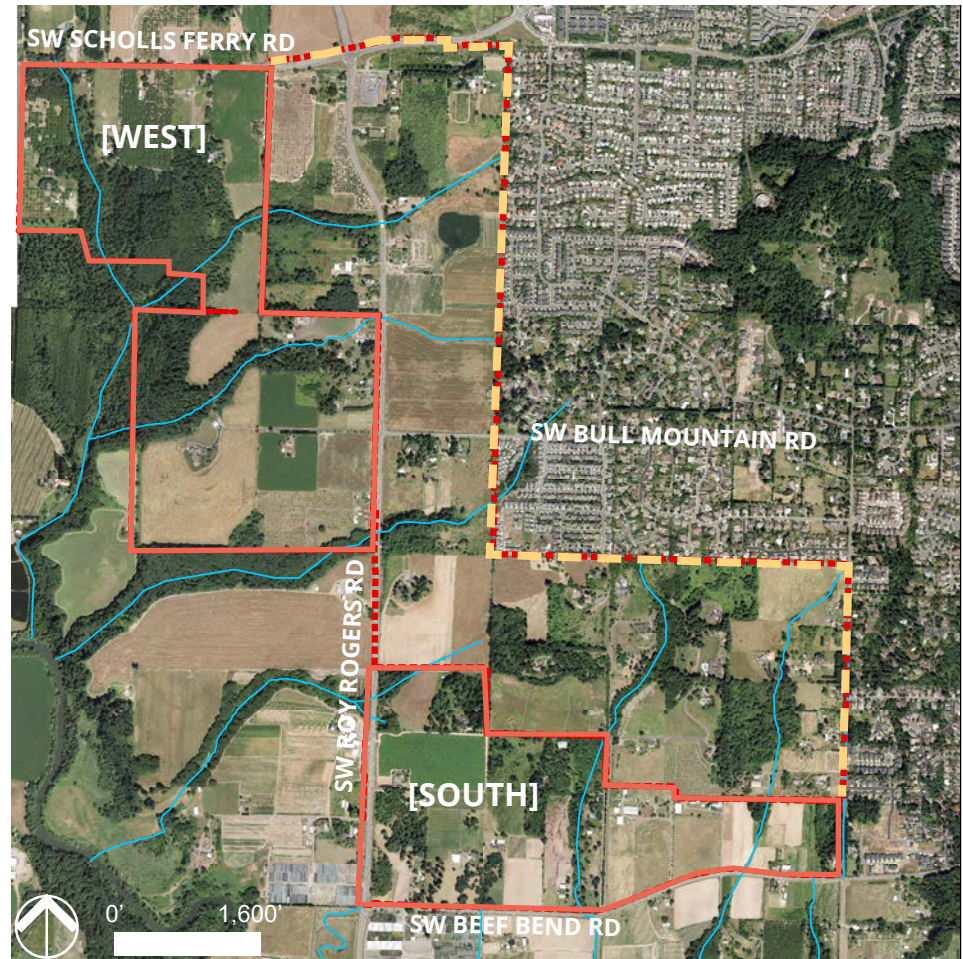 SW SCHOLLS FERRY RD
[WEST]
SW BULL MOUNTAIN RD
SW ROY ROGERS RD
[SOUTH]
0' 1,600'
SW BEEF BEND RD